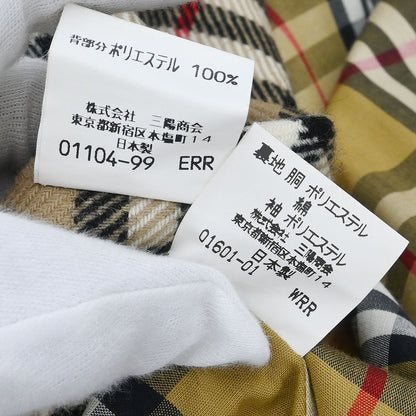 背部分 ポリエステル 100%
株式会社 三陽商会
東京都新宿区本塩町14
日本製
01104-99 ERR
裏地 胴 ポリエステル
綿
袖 ポリエステル
株式会社 三陽商会
東京都新宿区本塩町14
日本製
01601-01 WRR